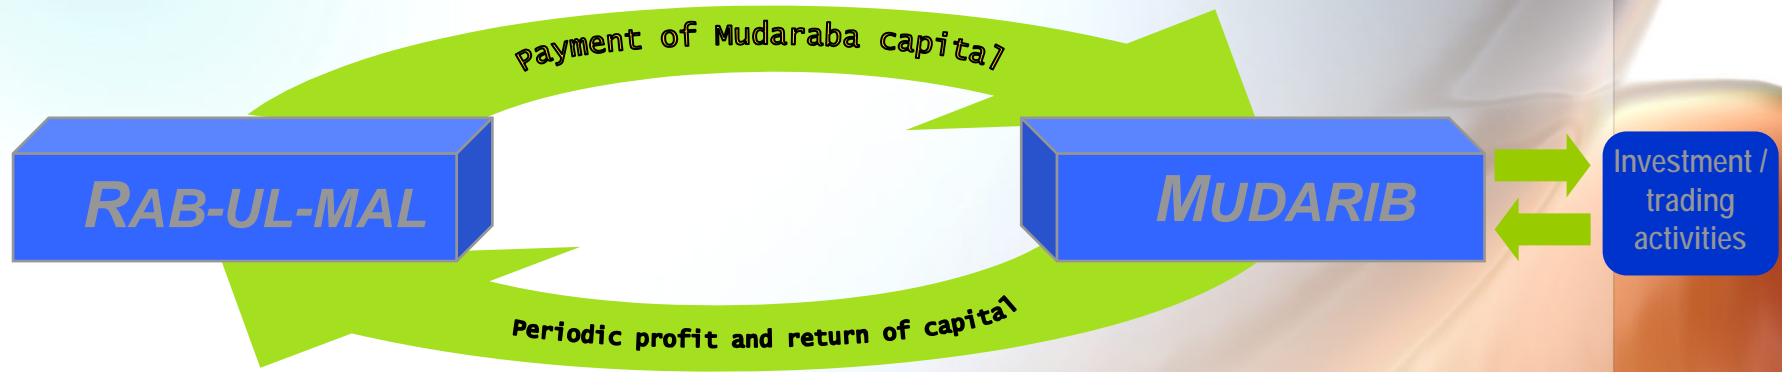 Payment of Mudaraba capital
RAB-UL-MAL
MUDARIB
Investment /
trading
activities
Periodic profit and return of capital